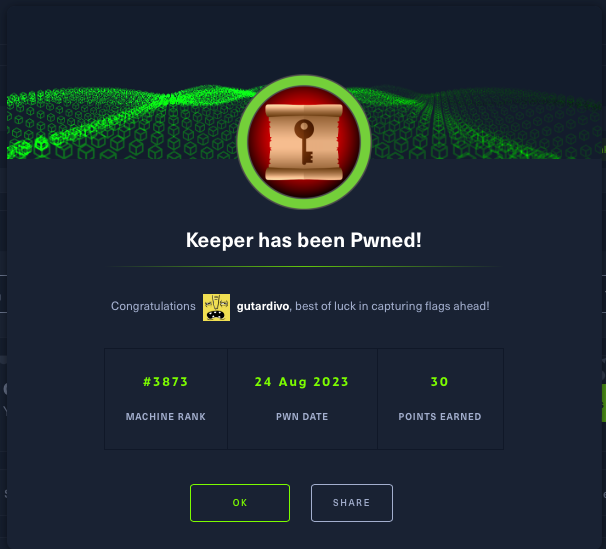 Keeper has been Pwned!
Congratulations gutardivo, best of luck in capturing flags ahead!
#3873 24 Aug 2023 30
MACHINE RANK PWN DATE POINTS EARNED
OK SHARE